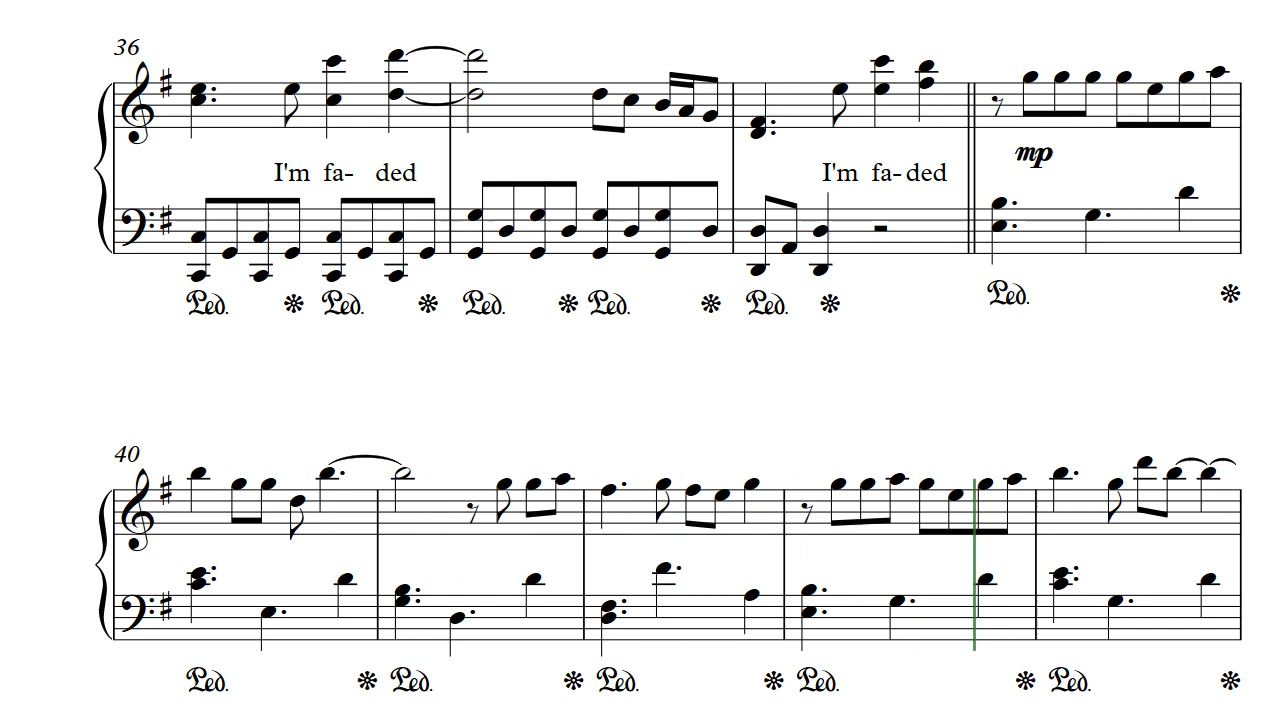 36
I'm fa- ded I'm fa- ded
mp
Ped. Ped. Ped. Ped. Ped. Ped.
40
Ped. Ped. Ped. Ped. Ped.